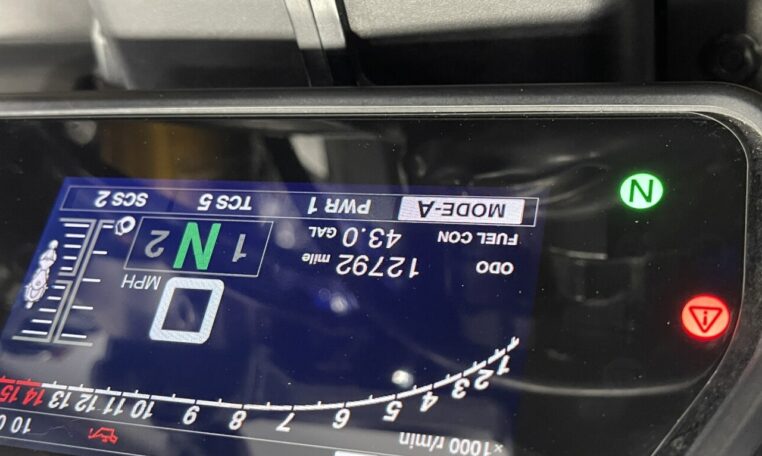 ×1000 r/min
1 2 3 4 5 6 7 8 9 10 11 12 13 14 15
0 MPH
ODO 12792 mile
FUEL CON 43.0 GAL
1 N 2
MODE-A PWR 1 TCS 5 SCS 2
N